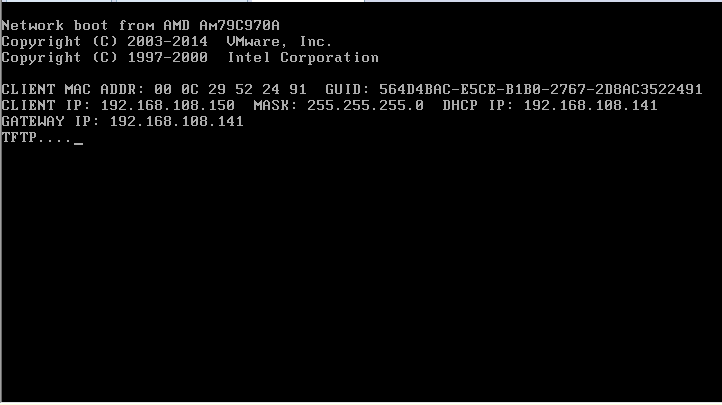 Network boot from AMD Am79C970A
Copyright (C) 2003-2014  VMware, Inc.
Copyright (C) 1997-2000  Intel Corporation
CLIENT MAC ADDR: 00 0C 29 52 24 91  GUID: 564D4BAC-E5CE-B1B0-2767-2D8AC3522491
CLIENT IP: 192.168.108.150  MASK: 255.255.255.0  DHCP IP: 192.168.108.141
GATEWAY IP: 192.168.108.141
TFTP...._